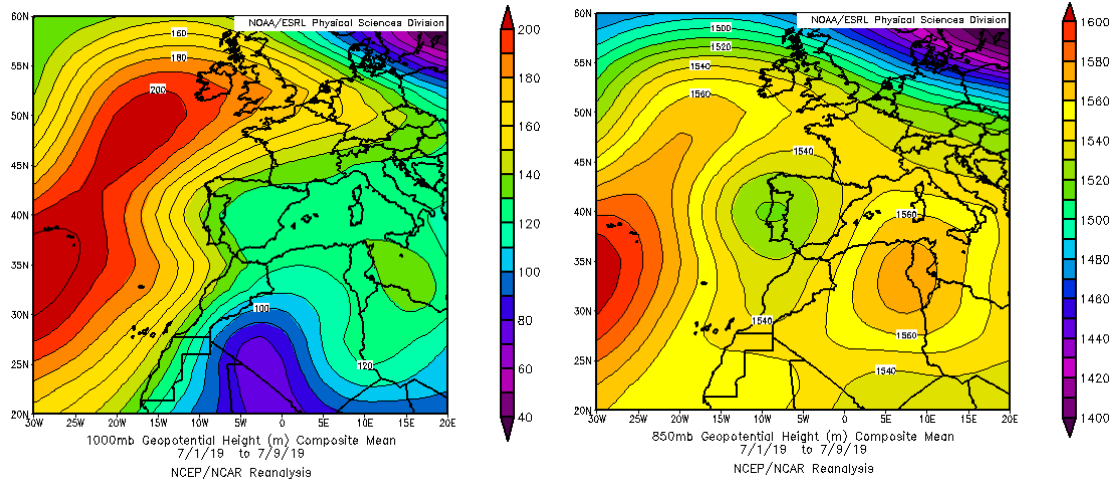 NOAA/ESRL Physical Sciences Division
160
180
200
100
120
60N
55N
50N
45N
40N
35N
30N
25N
20N
30W 25W 20W 15W 10W 5W 0 5E 10E 15E 20E
200
180
160
140
120
100
80
60
40
1000mb Geopotential Height (m) Composite Mean
7/1/19 to 7/9/19
NCEP/NCAR Reanalysis
NOAA/ESRL Physical Sciences Division
1500
1520
1540
1560
1540
1560
1540
1560
1540
60N
55N
50N
45N
40N
35N
30N
25N
20N
30W 25W 20W 15W 10W 5W 0 5E 10E 15E 20E
1600
1580
1560
1540
1520
1500
1480
1460
1440
1420
1400
850mb Geopotential Height (m) Composite Mean
7/1/19 to 7/9/19
NCEP/NCAR Reanalysis